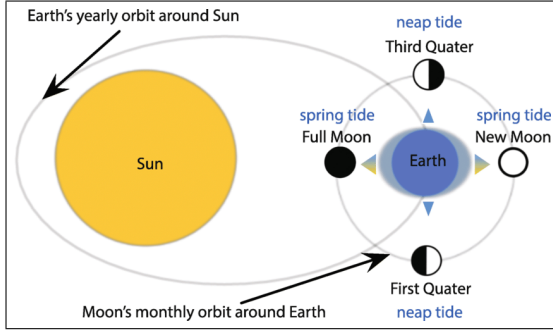 Earth's yearly orbit around Sun
neap tide
Third Quater
spring tide
Full Moon
spring tide
New Moon
Sun
Earth
First Quater
neap tide
Moon's monthly orbit around Earth